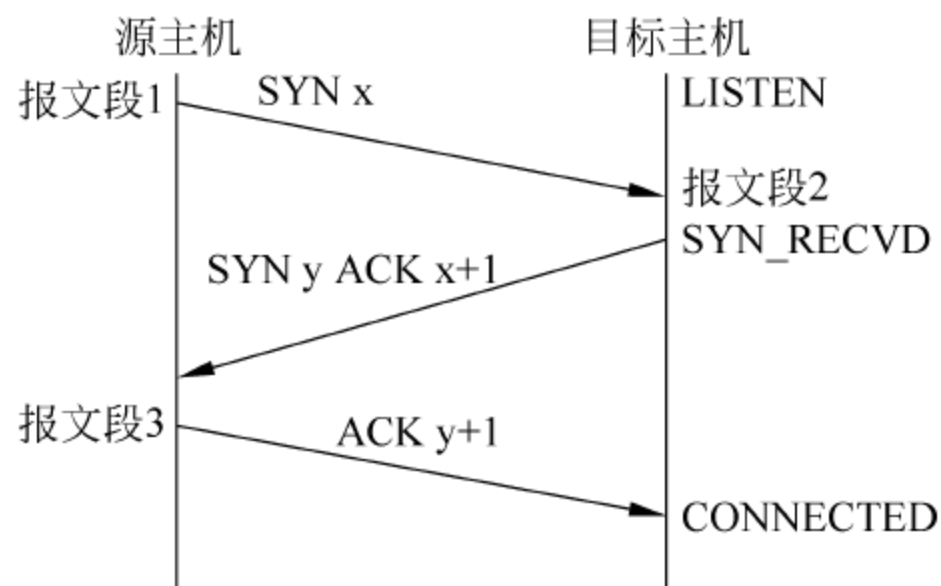 源主机
目标主机
报文段1
SYN x
LISTEN
报文段2
SYN_RECVD
SYN y ACK x+1
报文段3
ACK y+1
CONNECTED